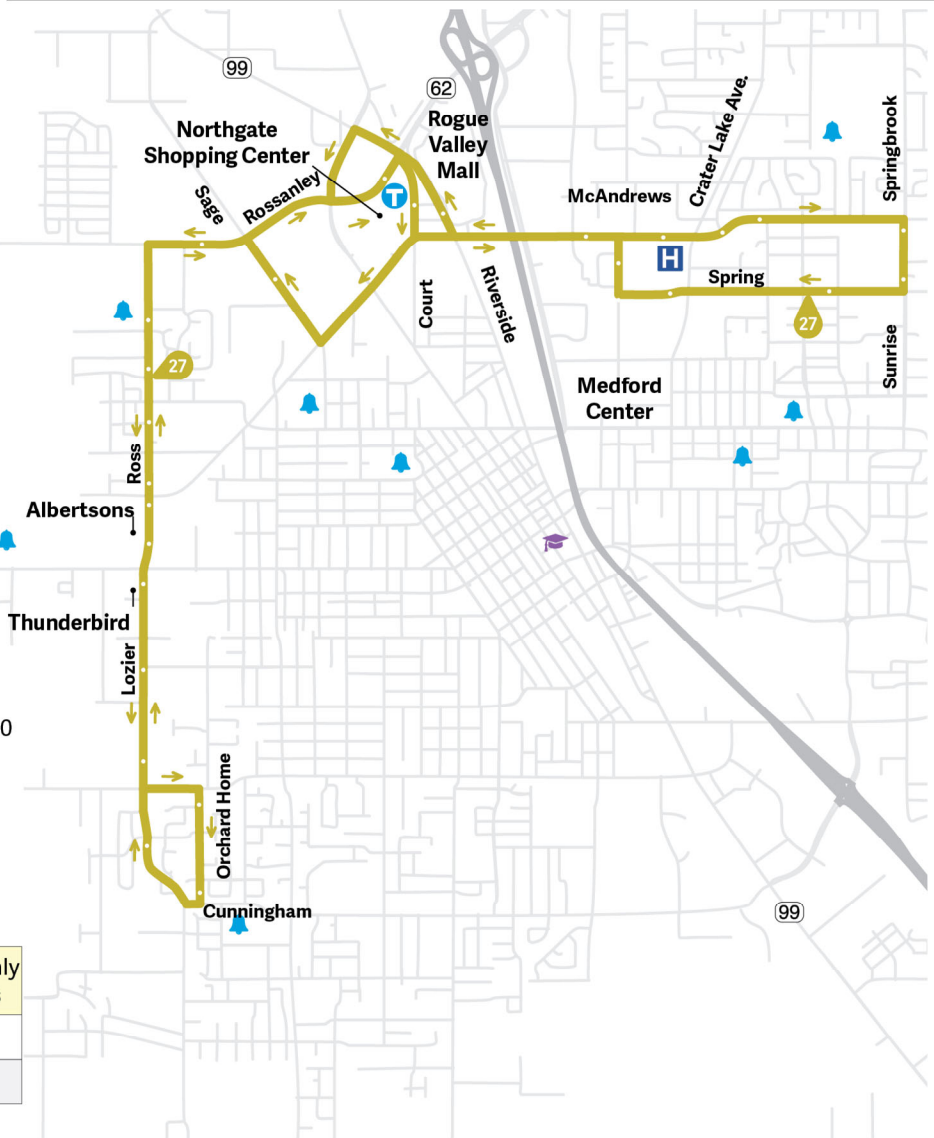 99
62
Northgate
Shopping Center
Rogue
Valley
Mall
Crater Lake Ave.
Springbrook
McAndrews
Sage
Rossanley
T
H
Spring
Court
Riverside
27
Sunrise
27
Medford
Center
Ross
Albertsons
Thunderbird
Lozier
0
Orchard Home
Cunningham
99